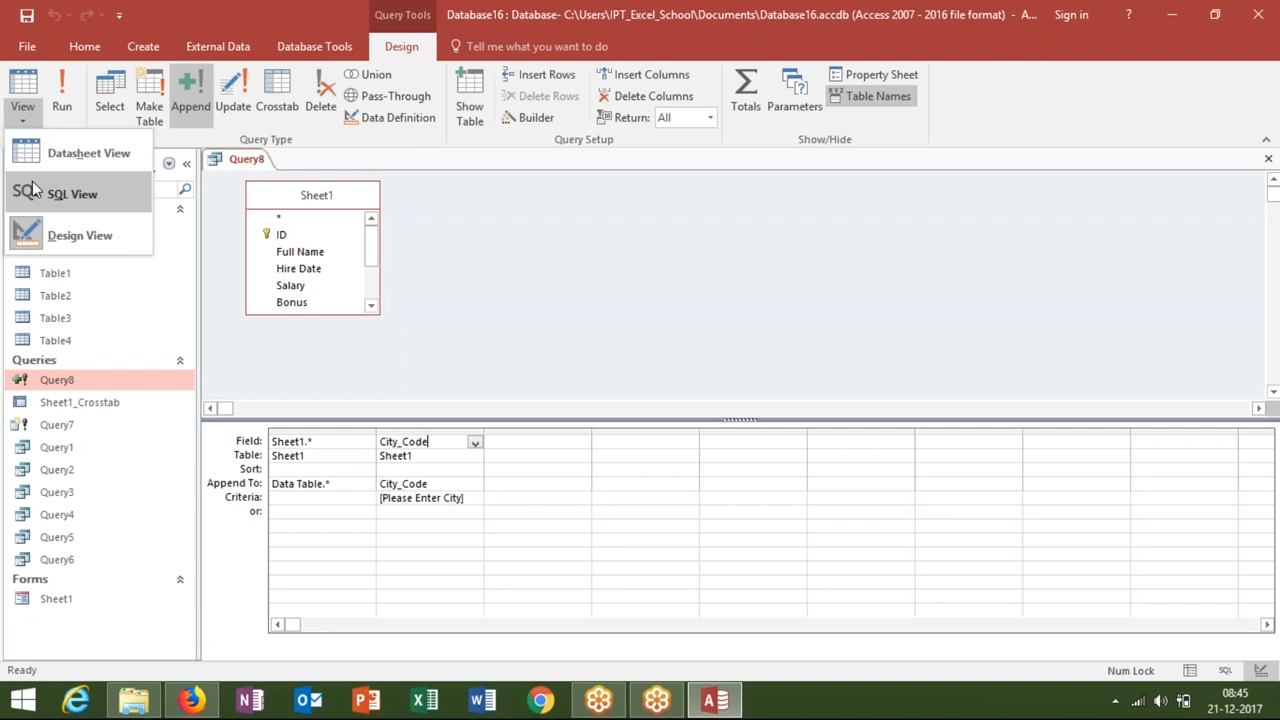 Query Tools
Database16 : Database- C:\Users\IPT_Excel_School\Documents\Database16.accdb (Access 2007 - 2016 file format) - A...
Sign in
?
File
Home
Create
External Data
Database Tools
Design
Tell me what you want to do
View
Run
Select
Make Table
Append
Update
Crosstab
Delete
Union
Pass-Through
Data Definition
Query Type
Show Table
Insert Rows
Delete Rows
Builder
Insert Columns
Delete Columns
Return: All
Query Setup
Totals
Parameters
Property Sheet
Table Names
Show/Hide
Datasheet View
SQL View
Design View
Table1
Table2
Table3
Table4
Queries
Query8
Sheet1_Crosstab
Query7
Query1
Query2
Query3
Query4
Query5
Query6
Forms
Sheet1
Query8
Sheet1
*
ID
Full Name
Hire Date
Salary
Bonus
Field: Sheet1.* City_Code
Table: Sheet1 Sheet1
Sort:
Append To: Data Table.* City_Code
Criteria: [Please Enter City]
or:
Ready
Num Lock
SQL
08:45
21-12-2017